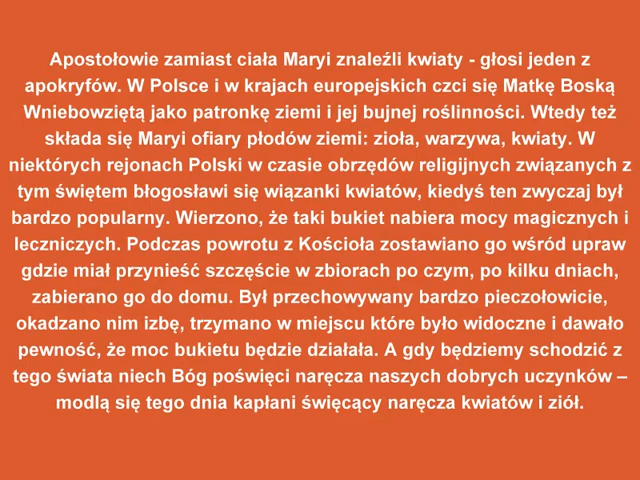 Apostołowie zamiast ciała Maryi znaleźli kwiaty - głosi jeden z
apokryfów. W Polsce i w krajach europejskich czci się Matkę Boską
Wniebowziętą jako patronkę ziemi i jej bujnej roślinności. Wtedy też
składa się Maryi ofiary płodów ziemi: zioła, warzywa, kwiaty. W
niektórych rejonach Polski w czasie obrzędów religijnych związanych z
tym świętem błogosławi się wiązanki kwiatów, kiedyś ten zwyczaj był
bardzo popularny. Wierzono, że taki bukiet nabiera mocy magicznych i
leczniczych. Podczas powrotu z Kościoła zostawiano go wśród upraw
gdzie miał przynieść szczęście w zbiorach po czym, po kilku dniach,
zabierano go do domu. Był przechowywany bardzo pieczołowicie,
okadzano nim izbę, trzymano w miejscu które było widoczne i dawało
pewność, że moc bukietu będzie działała. A gdy będziemy schodzić z
tego świata niech Bóg poświęci naręcza naszych dobrych uczynków –
modlą się tego dnia kapłani święcący naręcza kwiatów i ziół.